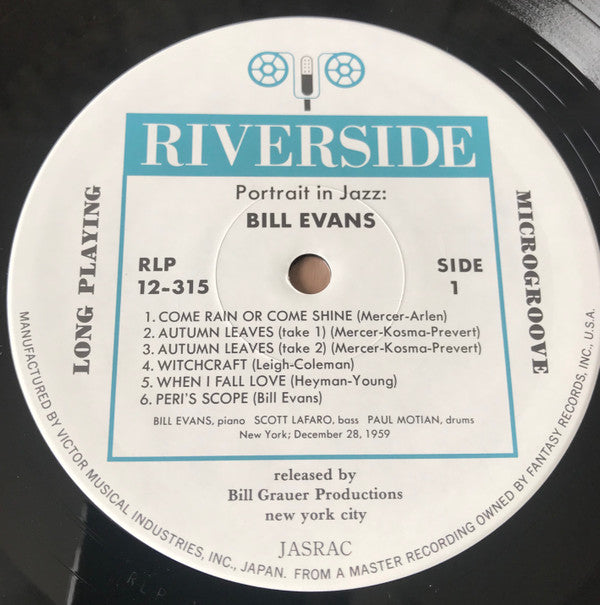 RIVERSIDE
Portrait in Jazz:
BILL EVANS
RLP
12-315
SIDE
1
LONG PLAYING
MICROGROOVE
1. COME RAIN OR COME SHINE (Mercer-Arlen)
2. AUTUMN LEAVES (take 1) (Mercer-Kosma-Prevert)
3. AUTUMN LEAVES (take 2) (Mercer-Kosma-Prevert)
4. WITCHCRAFT (Leigh-Coleman)
5. WHEN I FALL LOVE (Heyman-Young)
6. PERI'S SCOPE (Bill Evans)
BILL EVANS, piano SCOTT LAFARO, bass PAUL MOTIAN, drums
New York; December 28, 1959
released by
Bill Grauer Productions
new york city
JASRAC
MANUFACTURED BY VICTOR MUSICAL INDUSTRIES, INC., JAPAN. FROM A MASTER RECORDING OWNED BY FANTASY RECORDS, INC., U.S.A.
RLP